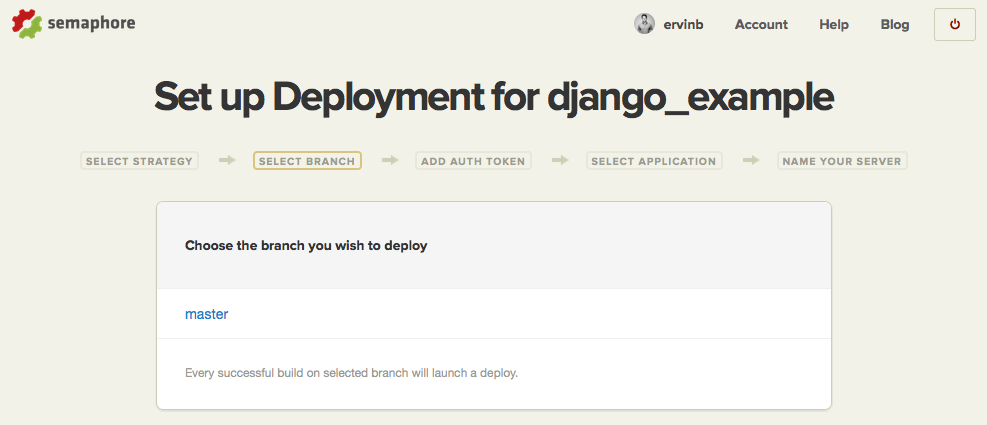 semaphore
ervinb Account Help Blog
Set up Deployment for django_example
SELECT STRATEGY SELECT BRANCH ADD AUTH TOKEN SELECT APPLICATION NAME YOUR SERVER
Choose the branch you wish to deploy
master
Every successful build on selected branch will launch a deploy.